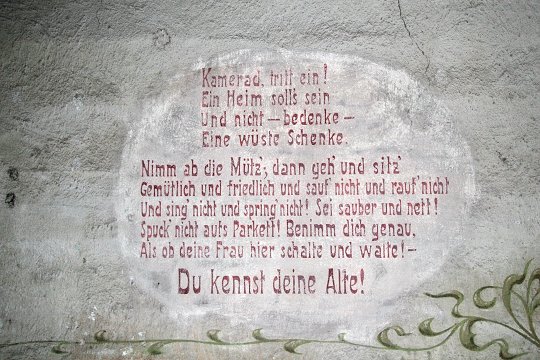 Kamerad, tritt ein!
Ein Heim soll's sein
Und nicht – bedenke –
Eine wüste Schenke.
Nimm ab die Mütz', dann geh' und sitz'
Gemütlich und friedlich und sauf' nicht und rauf' nicht
Und sing' nicht und spring' nicht! Sei sauber und nett!
Spuck' nicht aufs Parkett! Benimm dich genau,
Als ob deine Frau hier schalte und walte! –
Du kennst deine Alte!